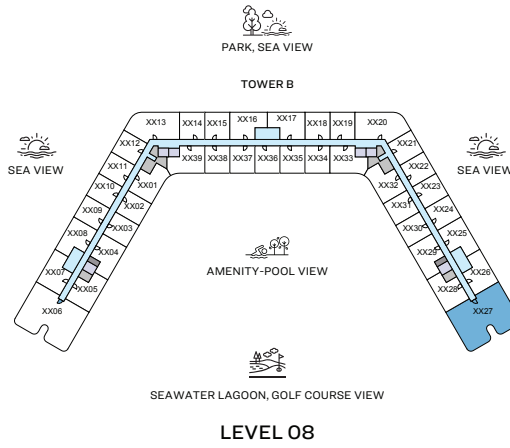 PARK, SEA VIEW
TOWER B
XX13
XX14
XX15
XX16
XX17
XX18
XX19
XX20
XX12
XX39
XX38
XX37
XX36
XX35
XX34
XX33
XX21
XX11
XX01
XX32
XX22
SEA VIEW
SEA VIEW
XX10
XX02
XX31
XX23
XX09
XX03
XX30
XX24
XX08
XX04
XX29
XX25
XX07
XX05
XX28
XX26
XX06
XX27
AMENITY-POOL VIEW
SEAWATER LAGOON, GOLF COURSE VIEW
LEVEL 08